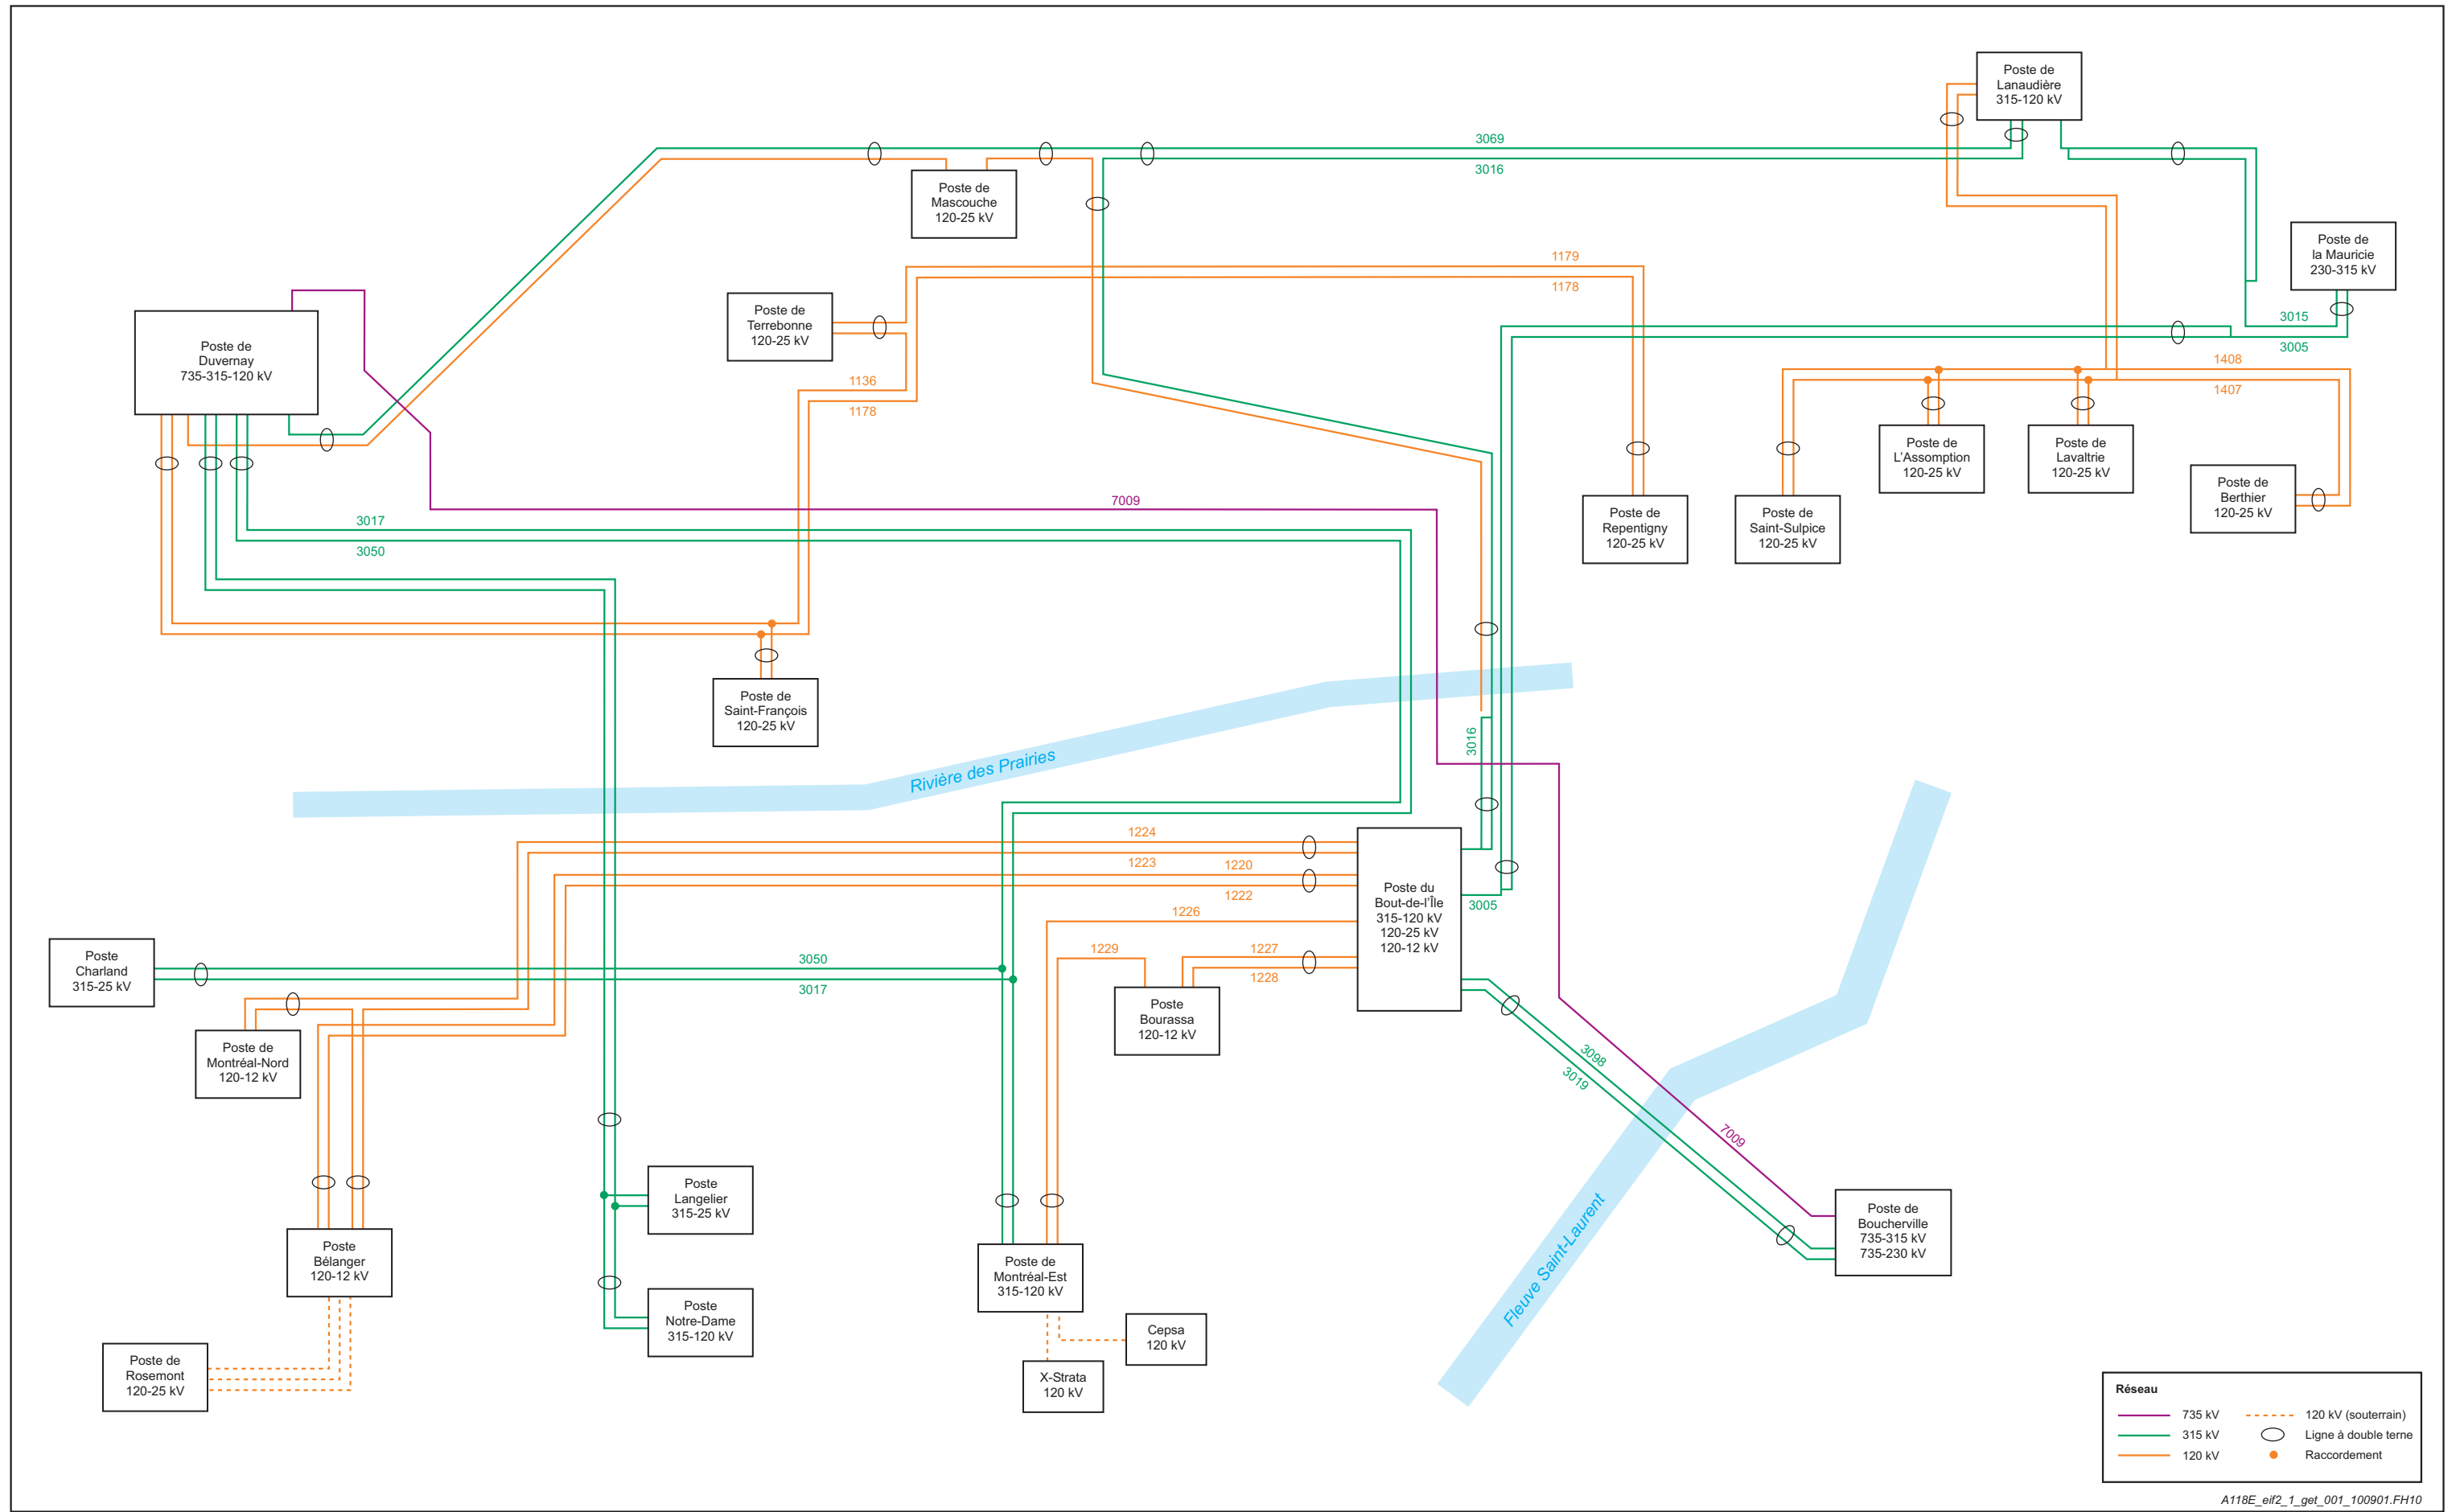 Poste de
Lanaudière
315-120 kV
3069
3016
Poste de
Mascouche
120-25 kV
Poste de
la Mauricie
230-315 kV
1179
1178
Poste de
Terrebonne
120-25 kV
3015
3005
Poste de
Duvernay
735-315-120 kV
1136
1178
1408
1407
Poste de
L'Assomption
120-25 kV
Poste de
Lavaltrie
120-25 kV
Poste de
Berthier
120-25 kV
7009
3017
3050
Poste de
Repentigny
120-25 kV
Poste de
Saint-Sulpice
120-25 kV
Poste de
Saint-François
120-25 kV
Rivière des Prairies
3016
1224
1223
1220
1222
1226
Poste du
Bout-de-l'Île
315-120 kV
120-25 kV
120-12 kV
3005
Poste
Charland
315-25 kV
3050
3017
1229
1227
1228
Poste
Bourassa
120-12 kV
Poste de
Montréal-Nord
120-12 kV
3098
3019
7009
Poste
Langelier
315-25 kV
Poste de
Boucherville
735-315 kV
735-230 kV
Poste
Bélanger
120-12 kV
Poste de
Montréal-Est
315-120 kV
Fleuve Saint-Laurent
Poste
Notre-Dame
315-120 kV
Cepsa
120 kV
Poste de
Rosemont
120-25 kV
X-Strata
120 kV
Réseau
735 kV
120 kV (souterrain)
315 kV
Ligne à double terne
120 kV
Raccordement
A118E_eif2_1_get_001_100901.FH10